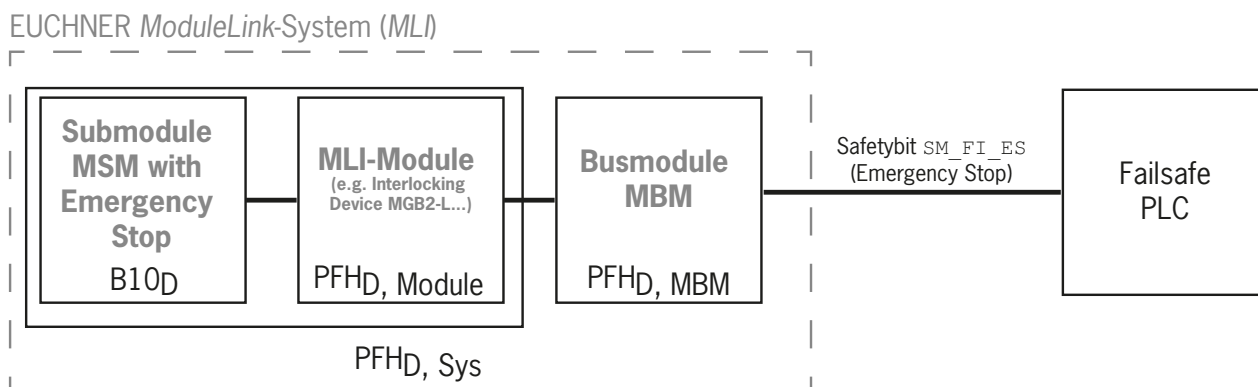 EUCHNER ModuleLink-System (MLI)
Submodule
MSM with
Emergency
Stop
B10D
MLI-Module
(e.g. Interlocking
Device MGB2-L...)
PFHD, Module
Busmodule
MBM
PFHD, MBM
PFHD, Sys
Safetybit SM_FI_ES
(Emergency Stop)
Failsafe
PLC